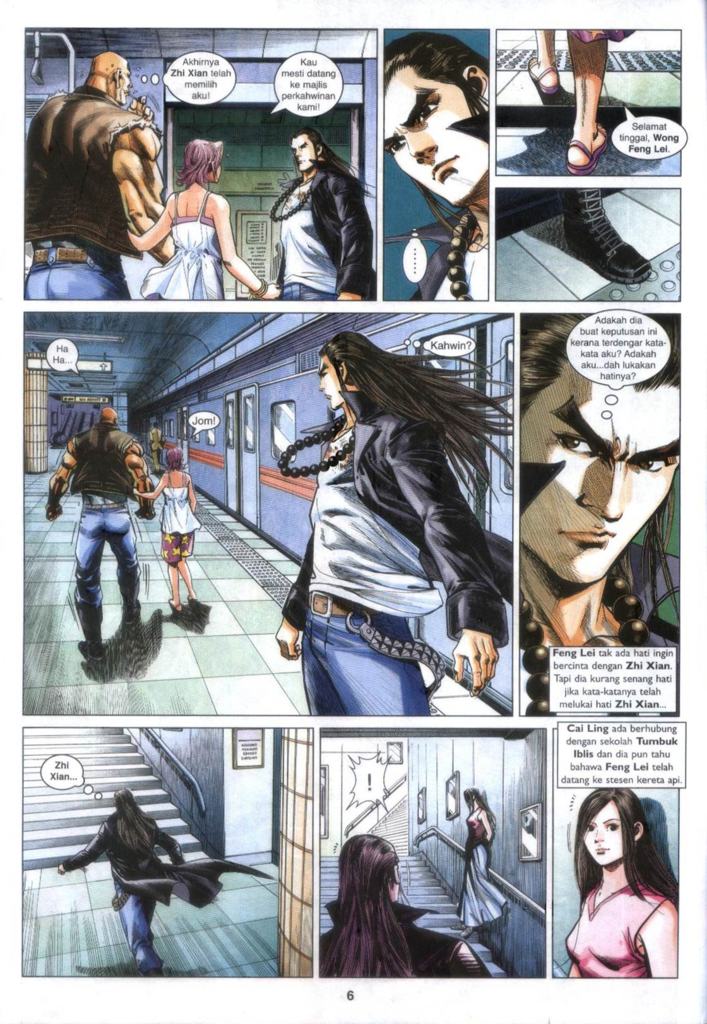 Akhirnya
Zhi Xian telah
memilih
aku!
Kau
mesti datang
ke majlis
perkahwinan
kami!
......
Selamat
tinggal, Wong
Feng Lei.
Ha
Ha...
Jom!
Kahwin?
Adakah dia
buat keputusan ini
kerana terdengar kata-
kata aku? Adakah
aku...dah lukakan
hatinya?
Feng Lei tak ada hati ingin
bercinta dengan Zhi Xian.
Tapi dia kurang senang hati
jika kata-katanya telah
melukai hati Zhi Xian...
Zhi
Xian...
!
Cai Ling ada berhubung
dengan sekolah Tumbuk
Iblis dan dia pun tahu
bahawa Feng Lei telah
datang ke stesen kereta api.
6